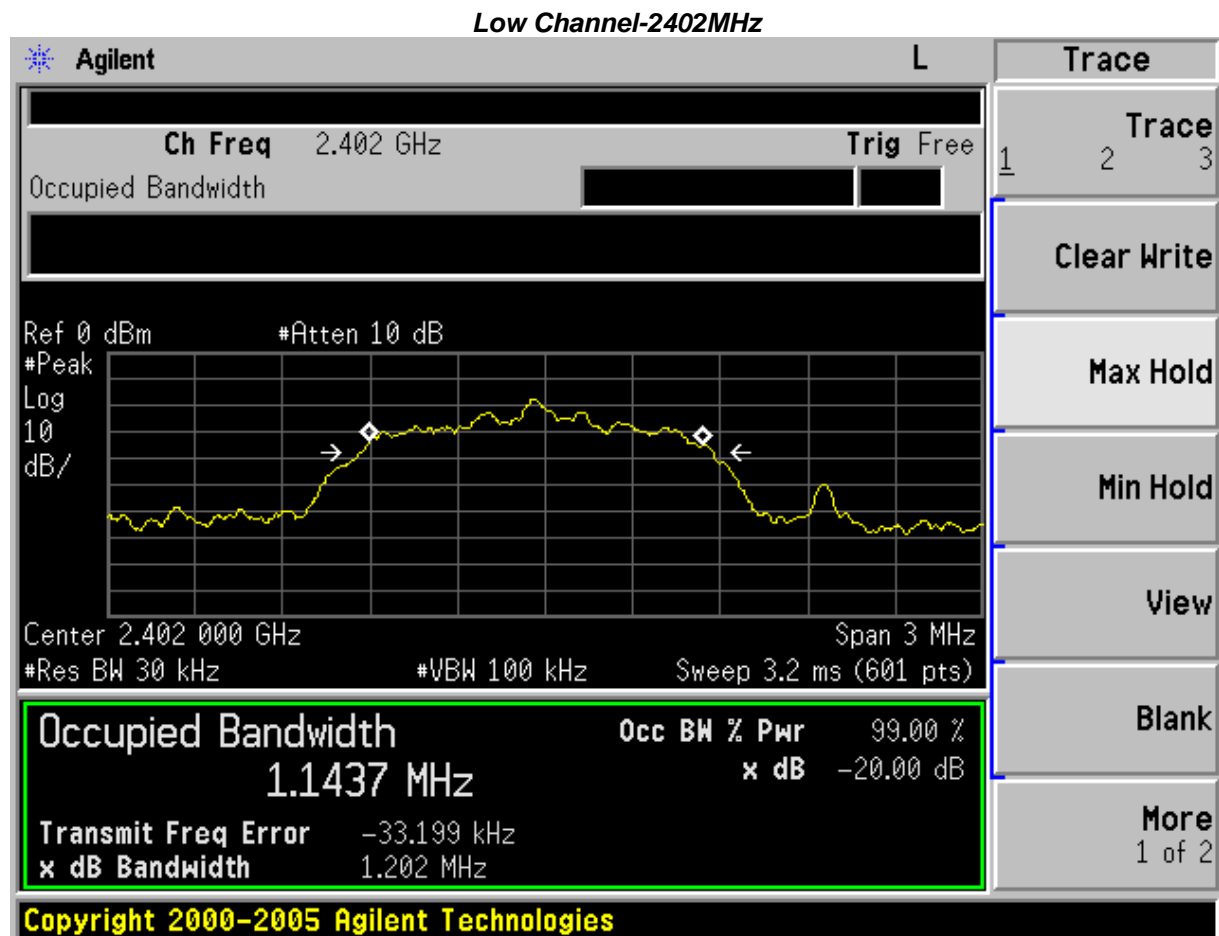 Low Channel-2402MHz
Agilent L Trace
Ch Freq 2.402 GHz Trig Free
Occupied Bandwidth
Trace
1 2 3
Clear Write
Max Hold
Min Hold
View
Blank
More
1 of 2
Ref 0 dBm #Atten 10 dB
#Peak
Log
10
dB/
Center 2.402 000 GHz Span 3 MHz
#Res BW 30 kHz #VBW 100 kHz Sweep 3.2 ms (601 pts)
Occupied Bandwidth Occ BW % Pwr 99.00 %
1.1437 MHz x dB -20.00 dB
Transmit Freq Error -33.199 kHz
x dB Bandwidth 1.202 MHz
Copyright 2000-2005 Agilent Technologies